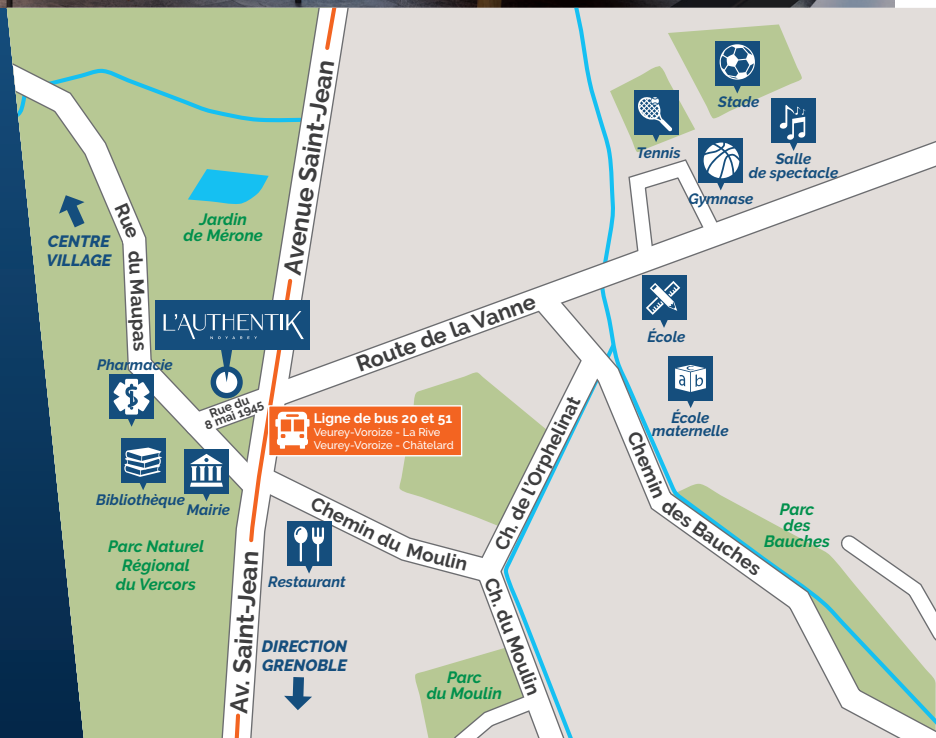 Stade
Tennis
Salle
de spectacle
Gymnase
Avenue Saint-Jean
Jardin
de Mérone
CENTRE
VILLAGE
Rue du Maupas
L'AUTHENTIK
NOYAREY
Route de la Vanne
École
Pharmacie
Rue du
8 mai 1945
Ligne de bus 20 et 51
Veurey-Voroize - La Rive
Veurey-Voroize - Châtelard
a b
École
maternelle
Ch. de l'Orphelinat
Chemin des Bauches
Bibliothèque
Mairie
Chemin du Moulin
Parc
des
Bauches
Parc Naturel
Régional
du Vercors
Restaurant
Av. Saint-Jean
Ch. du Moulin
DIRECTION
GRENOBLE
Parc
du Moulin